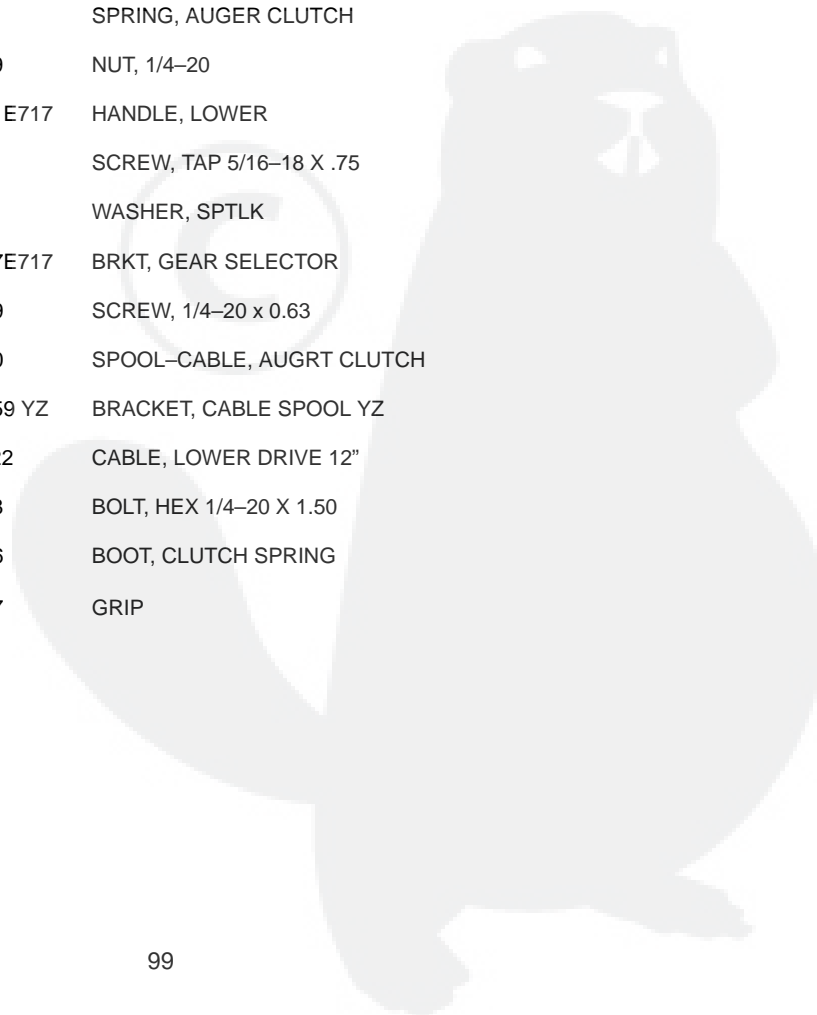 SPRING, AUGER CLUTCH
9 NUT, 1/4–20
E717 HANDLE, LOWER
SCREW, TAP 5/16–18 X .75
WASHER, SPTLK
7E717 BRKT, GEAR SELECTOR
9 SCREW, 1/4–20 x 0.63
0 SPOOL–CABLE, AUGRT CLUTCH
59 YZ BRACKET, CABLE SPOOL YZ
22 CABLE, LOWER DRIVE 12”
3 BOLT, HEX 1/4–20 X 1.50
6 BOOT, CLUTCH SPRING
7 GRIP
©
99